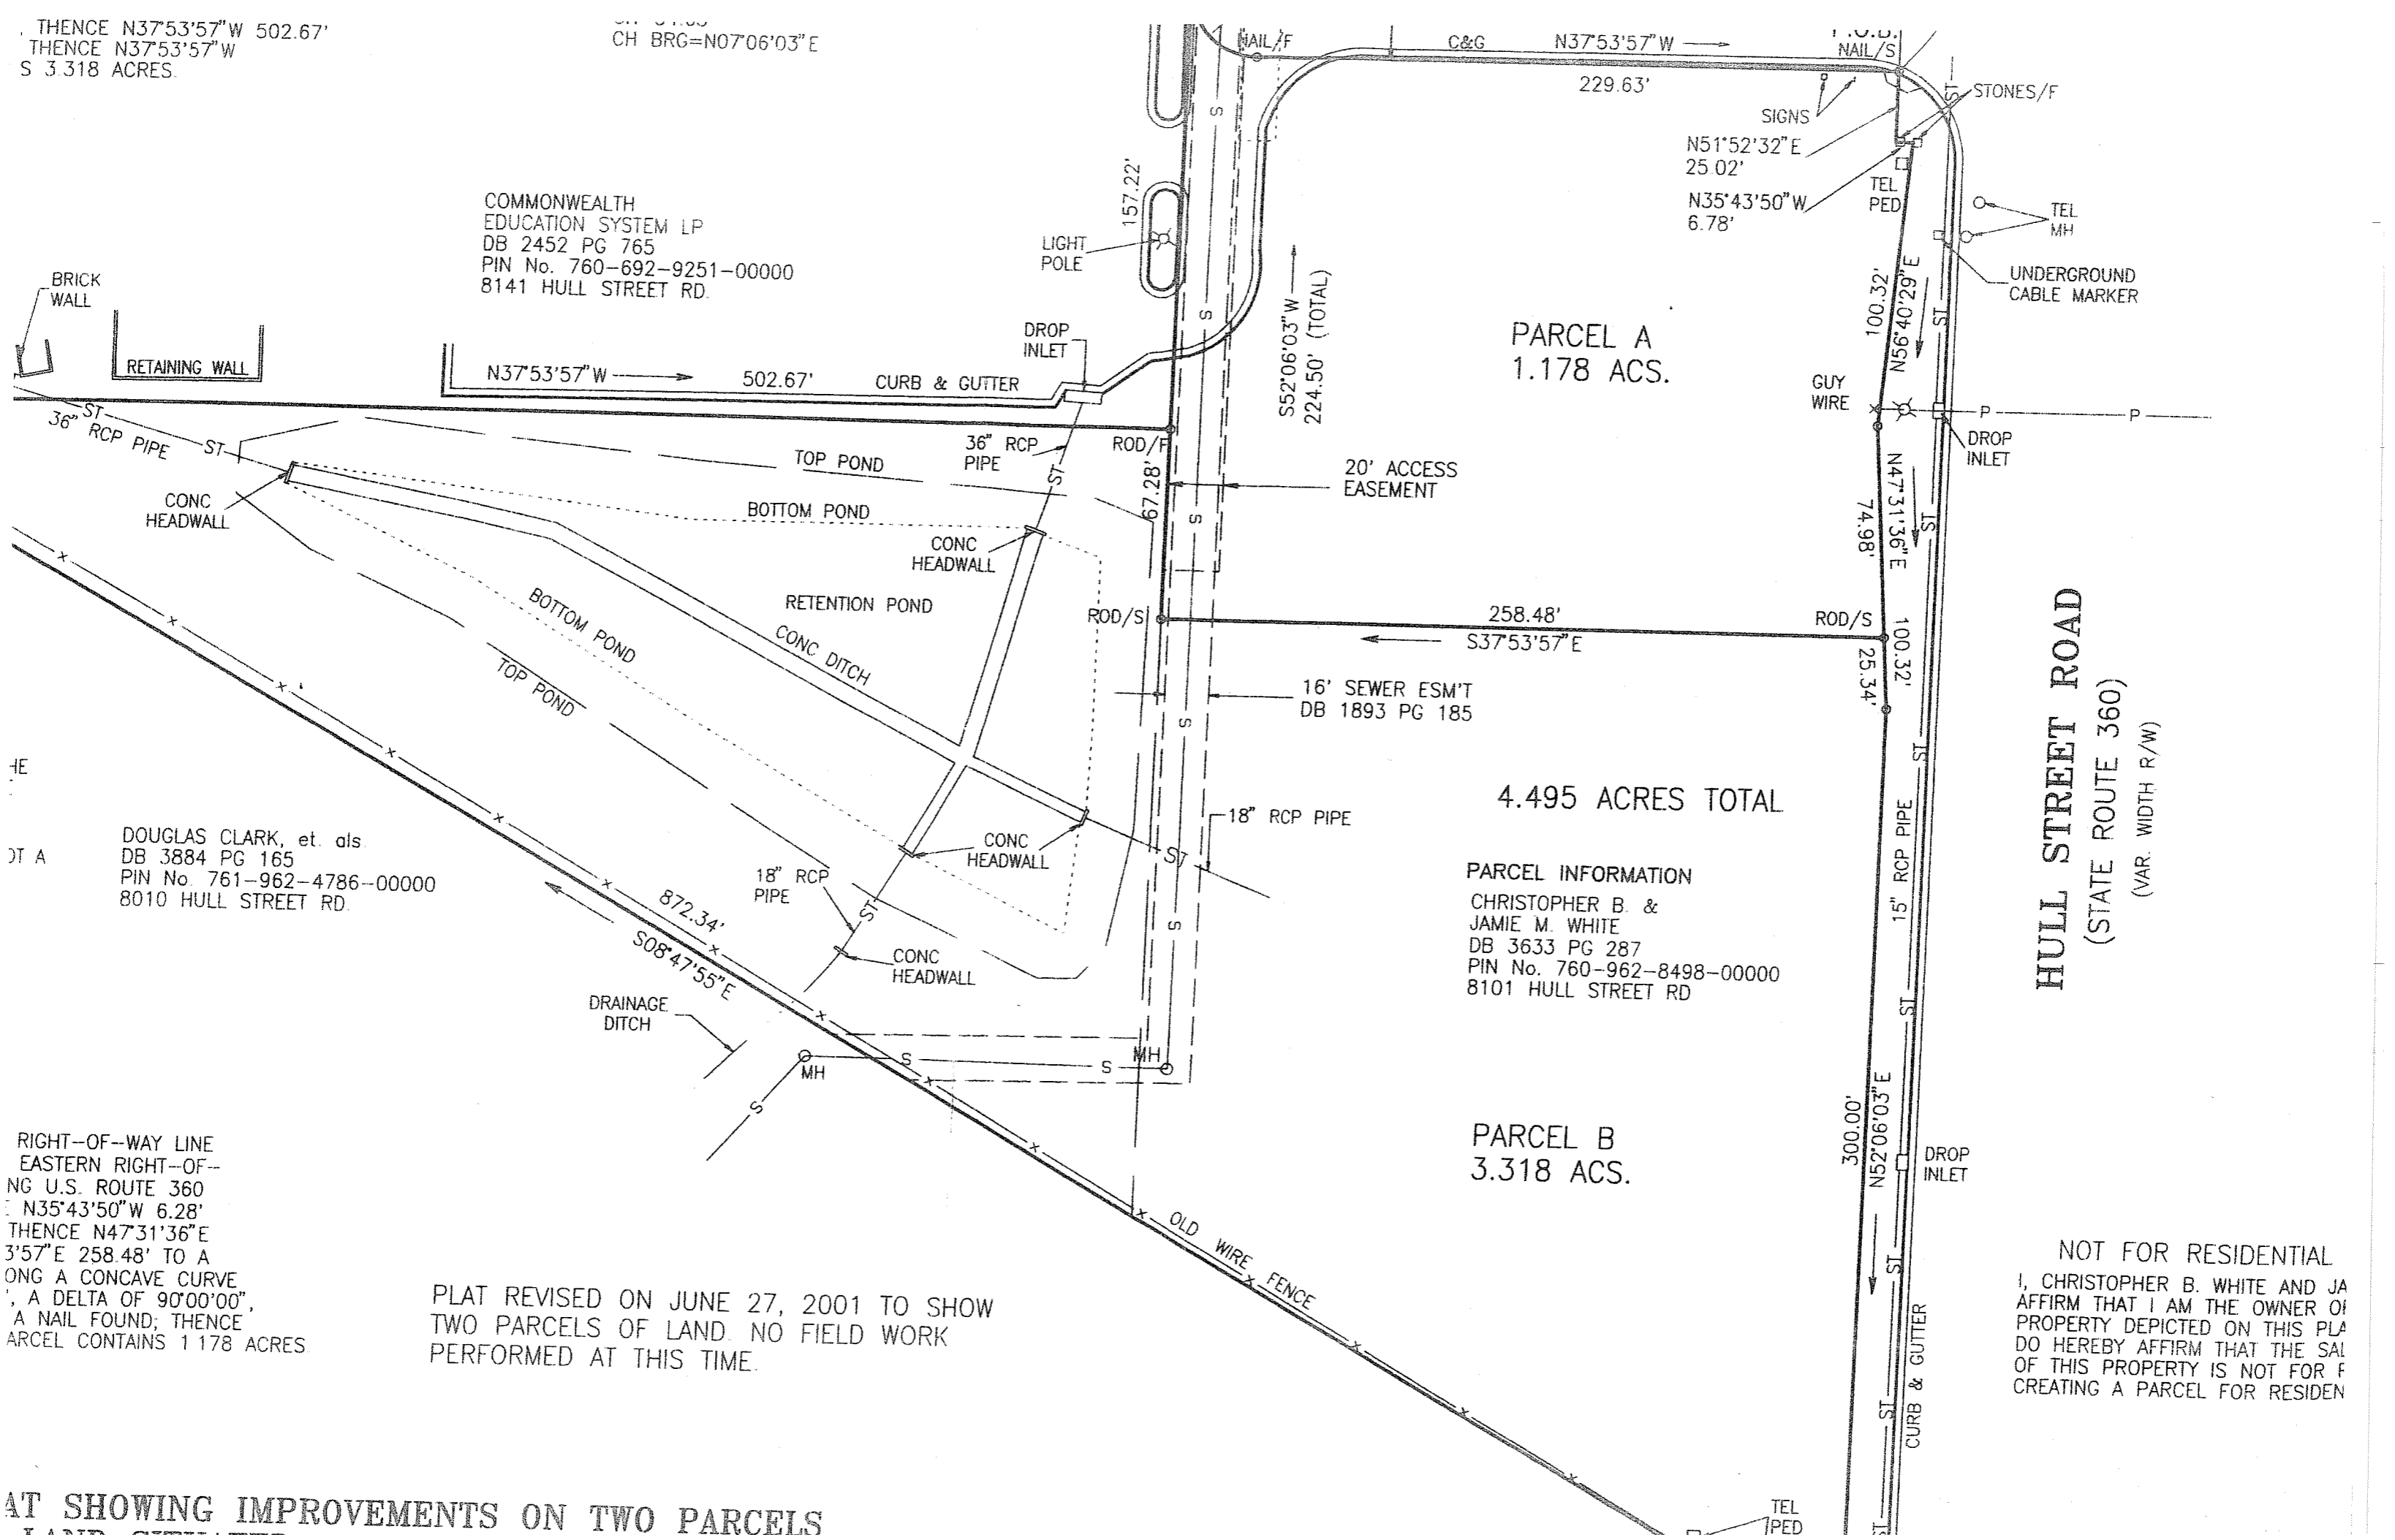 , THENCE N37°53'57"W 502.67'
THENCE N37°53'57"W
S 3.318 ACRES.
CH BRG=N07°06'03"E
NAIL/F
C&G
N37°53'57"W
229.63'
P.O.B.
NAIL/S
ST
STONES/F
SIGNS
N51°52'32"E
25.02'
N35°43'50"W
6.78'
TEL
PED
TEL
MH
UNDERGROUND
CABLE MARKER
COMMONWEALTH
EDUCATION SYSTEM LP
DB 2452 PG 765
PIN No. 760-692-9251-00000
8141 HULL STREET RD.
157.22'
LIGHT
POLE
S
S
S52°06'03"W
224.50' (TOTAL)
PARCEL A
1.178 ACS.
100.32'
N56°40'29"E
ST
BRICK
WALL
RETAINING WALL
DROP
INLET
N37°53'57"W
502.67'
CURB & GUTTER
GUY
WIRE
P
P
DROP
INLET
ST
36" RCP PIPE
ST
36" RCP
PIPE
ROD/F
ST
TOP POND
67.28'
20' ACCESS
EASEMENT
CONC
HEADWALL
BOTTOM POND
CONC
HEADWALL
S
N47°31'36"E
74.98'
ST
RETENTION POND
BOTTOM POND
CONC DITCH
TOP POND
ROD/S
258.48'
S37°53'57"E
ROD/S
100.32'
25.34'
16' SEWER ESM'T
DB 1893 PG 185
S
ST
HULL STREET ROAD
(STATE ROUTE 360)
(VAR. WIDTH R/W)
HE
OT A
4.495 ACRES TOTAL
18" RCP PIPE
15" RCP PIPE
DOUGLAS CLARK, et. als.
DB 3884 PG 165
PIN No. 761-962-4786-00000
8010 HULL STREET RD.
CONC
HEADWALL
ST
18" RCP
PIPE
ST
PARCEL INFORMATION
CHRISTOPHER B. &
JAMIE M. WHITE
DB 3633 PG 287
PIN No. 760-962-8498-00000
8101 HULL STREET RD
872.34'
S08°47'55"E
S
CONC
HEADWALL
ST
DRAINAGE
DITCH
MH
S
S
MH
S
PARCEL B
3.318 ACS.
300.00'
N52°06'03"E
DROP
INLET
RIGHT-OF-WAY LINE
EASTERN RIGHT-OF-
NG U.S. ROUTE 360
N35°43'50"W 6.28'
THENCE N47°31'36"E
3'57"E 258.48' TO A
ONG A CONCAVE CURVE
', A DELTA OF 90°00'00",
A NAIL FOUND; THENCE
ARCEL CONTAINS 1.178 ACRES.
OLD WIRE FENCE
ST
PLAT REVISED ON JUNE 27, 2001 TO SHOW
TWO PARCELS OF LAND. NO FIELD WORK
PERFORMED AT THIS TIME.
NOT FOR RESIDENTIAL
I, CHRISTOPHER B. WHITE AND JA
AFFIRM THAT I AM THE OWNER OF
PROPERTY DEPICTED ON THIS PLA
DO HEREBY AFFIRM THAT THE SAL
OF THIS PROPERTY IS NOT FOR
CREATING A PARCEL FOR RESIDEN
CURB & GUTTER
ST
ST
AT SHOWING IMPROVEMENTS ON TWO PARCELS
TEL
PED